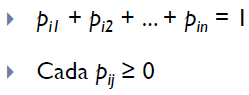 ▸ pi1 + pi2 + ... + pin = 1
▸ Cada pij ≥ 0